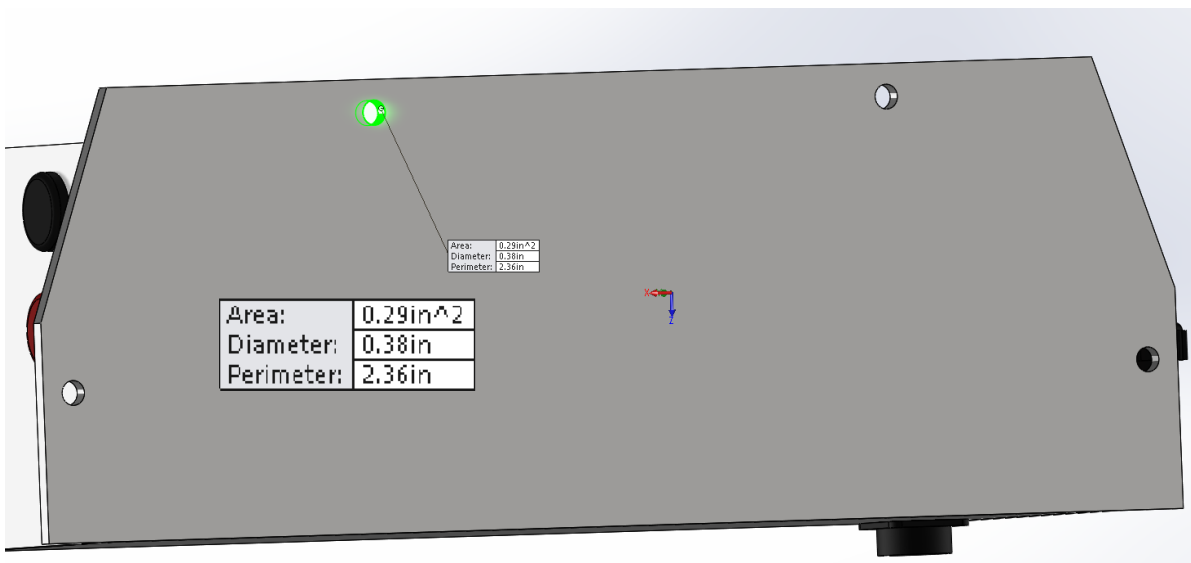 Area: 0.29in^2
Diameter: 0.38in
Perimeter: 2.36in
X
Z
Area: 0.29in^2
Diameter: 0.38in
Perimeter: 2.36in